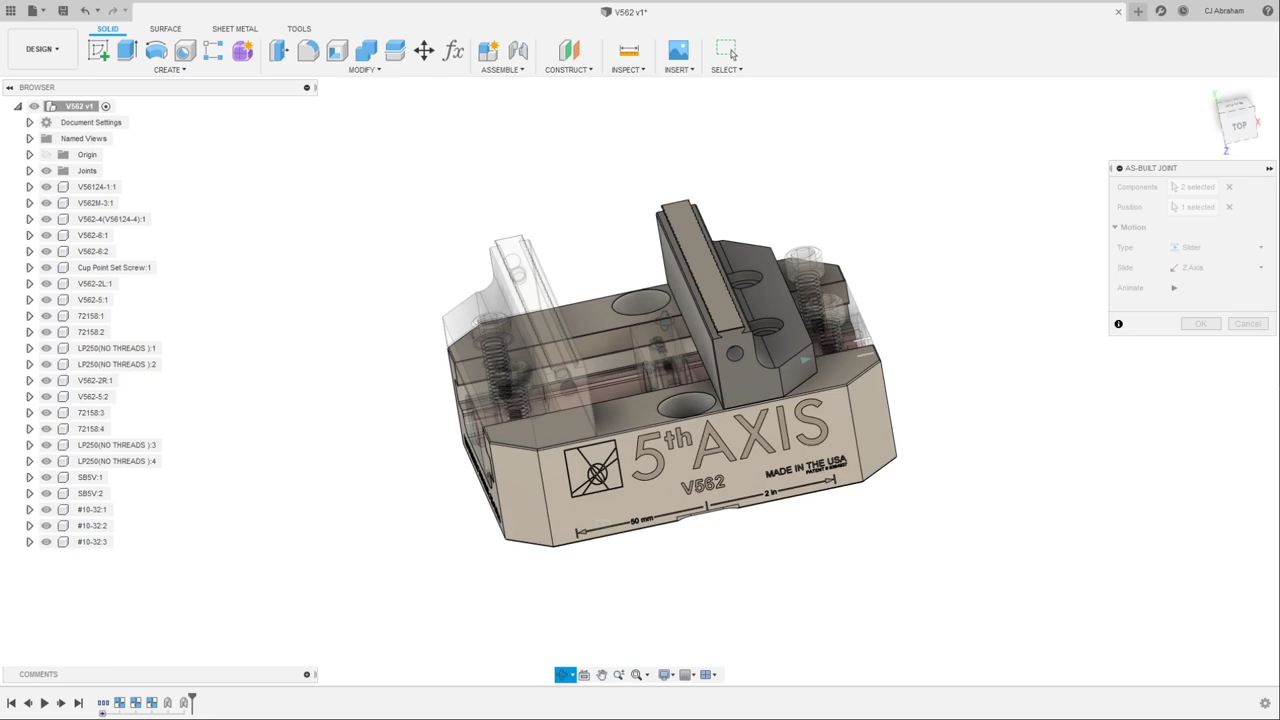 V562 v1*
CJ Abraham
DESIGN
SOLID
SURFACE
SHEET METAL
TOOLS
CREATE
MODIFY
ASSEMBLE
CONSTRUCT
INSPECT
INSERT
SELECT
BROWSER
V562 v1
Document Settings
Named Views
Origin
Joints
V56124-1:1
V562M-3:1
V562-4(V56124-4):1
V562-6:1
V562-6:2
Cup Point Set Screw:1
V562-2L:1
V562-5:1
72158:1
72158:2
LP250(NO THREADS ):1
LP250(NO THREADS ):2
V562-2R:1
V562-5:2
72158:3
72158:4
LP250(NO THREADS ):3
LP250(NO THREADS ):4
SB5V:1
SB5V:2
#10-32:1
#10-32:2
#10-32:3
Y
X
Z
TOP
AS-BUILT JOINT
Components 2 selected
Position 1 selected
Motion
Type Slider
Slide Z Axis
Animate
OK Cancel
5th AXIS
V562
MADE IN THE USA
50 mm
2 in
COMMENTS